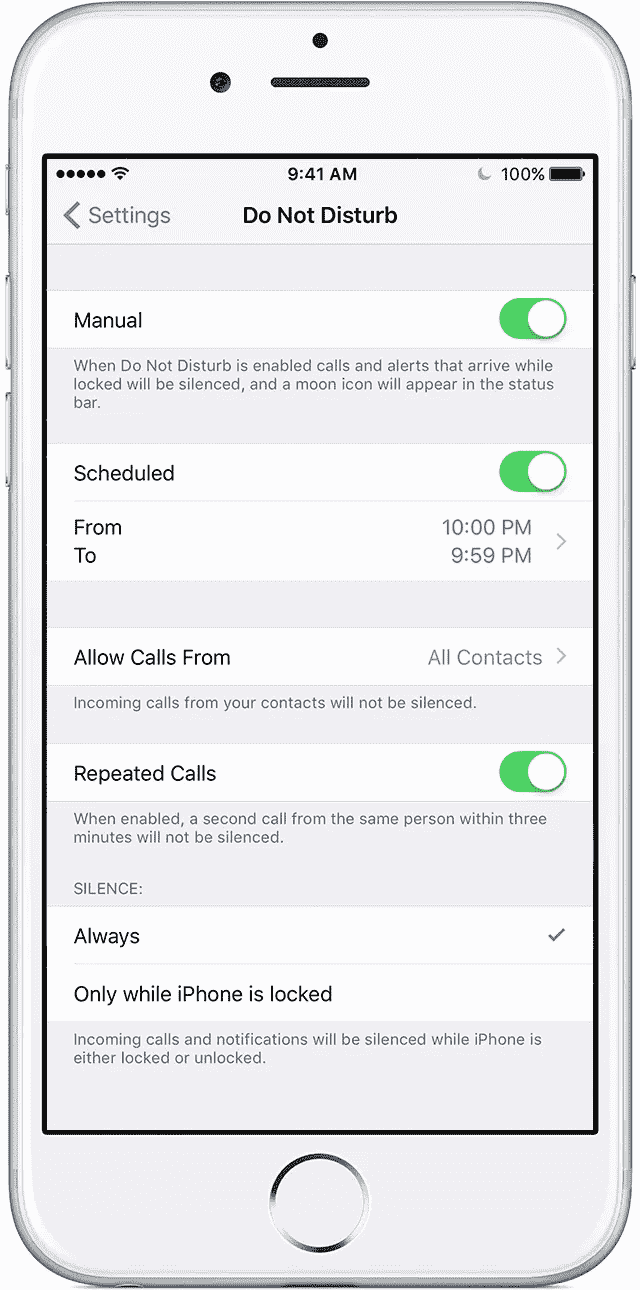 9:41 AM 100%
Settings Do Not Disturb
Manual
When Do Not Disturb is enabled calls and alerts that arrive while
locked will be silenced, and a moon icon will appear in the status
bar.
Scheduled
From 10:00 PM
To 9:59 PM
Allow Calls From All Contacts
Incoming calls from your contacts will not be silenced.
Repeated Calls
When enabled, a second call from the same person within three
minutes will not be silenced.
SILENCE:
Always
Only while iPhone is locked
Incoming calls and notifications will be silenced while iPhone is
either locked or unlocked.